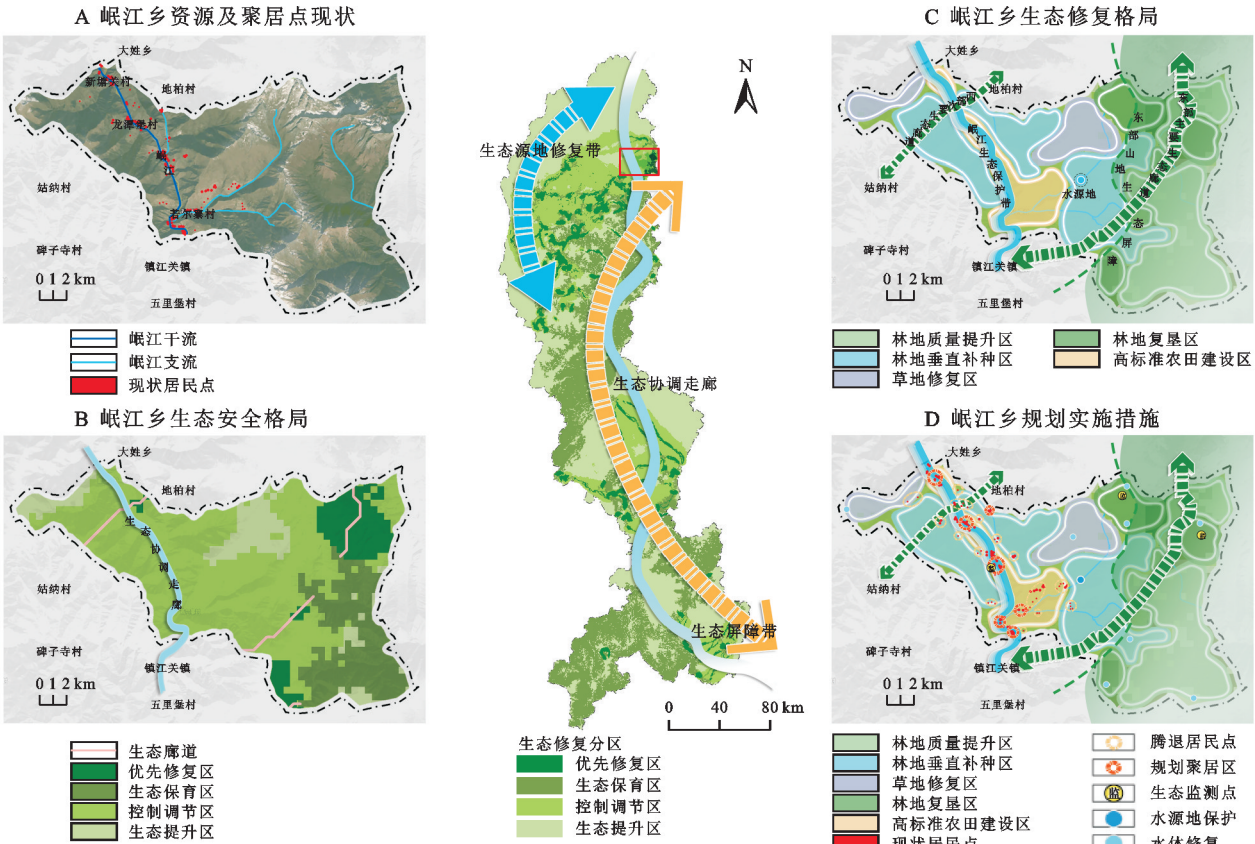 A 岷江乡资源及聚居点现状
大姓乡
新塘关村
地柏村
龙潭堡村
岷江
姑纳村
若尔寨村
碑子寺村
镇江关镇
0 1 2 km
五里堡村
岷江干流
岷江支流
现状居民点
B 岷江乡生态安全格局
大姓乡
地柏村
生态协调走廊
姑纳村
碑子寺村
镇江关镇
0 1 2 km
五里堡村
生态廊道
优先修复区
生态保育区
控制调节区
生态提升区
N
生态源地修复带
生态协调走廊
生态屏障带
0 40 80 km
生态修复分区
优先修复区
生态保育区
控制调节区
生态提升区
C 岷江乡生态修复格局
大姓乡
地柏村
岷江生态保护带
东部山地生态屏障
水源地
姑纳村
碑子寺村
镇江关镇
0 1 2 km
五里堡村
林地质量提升区
林地复垦区
林地垂直补种区
高标准农田建设区
草地修复区
D 岷江乡规划实施措施
大姓乡
地柏村
监
监
监
姑纳村
碑子寺村
镇江关镇
0 1 2 km
五里堡村
林地质量提升区
腾退居民点
林地垂直补种区
规划聚居区
草地修复区
监 生态监测点
林地复垦区
水源地保护
高标准农田建设区
水体修复
现状居民点